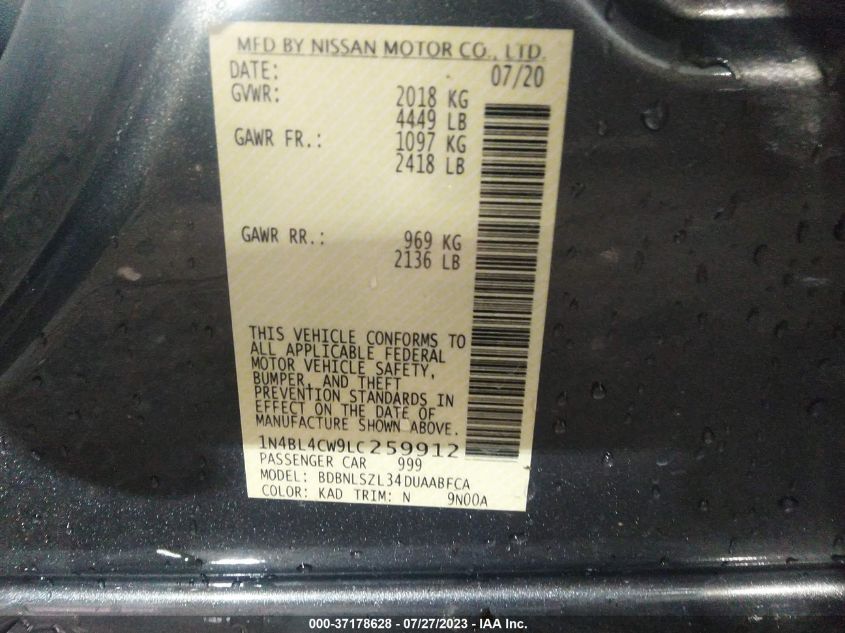 MFD BY NISSAN MOTOR CO., LTD.
DATE: 07/20
GVWR: 2018 KG
4449 LB
GAWR FR.: 1097 KG
2418 LB
GAWR RR.: 969 KG
2136 LB
THIS VEHICLE CONFORMS TO
ALL APPLICABLE FEDERAL
MOTOR VEHICLE SAFETY,
BUMPER, AND THEFT
PREVENTION STANDARDS IN
EFFECT ON THE DATE OF
MANUFACTURE SHOWN ABOVE.
1N4BL4CW9LC259912
PASSENGER CAR 999
MODEL: BDBNLSZL34DUAABFCA
COLOR: KAD TRIM: N 9N00A
000-37178628 - 07/27/2023 - IAA Inc.